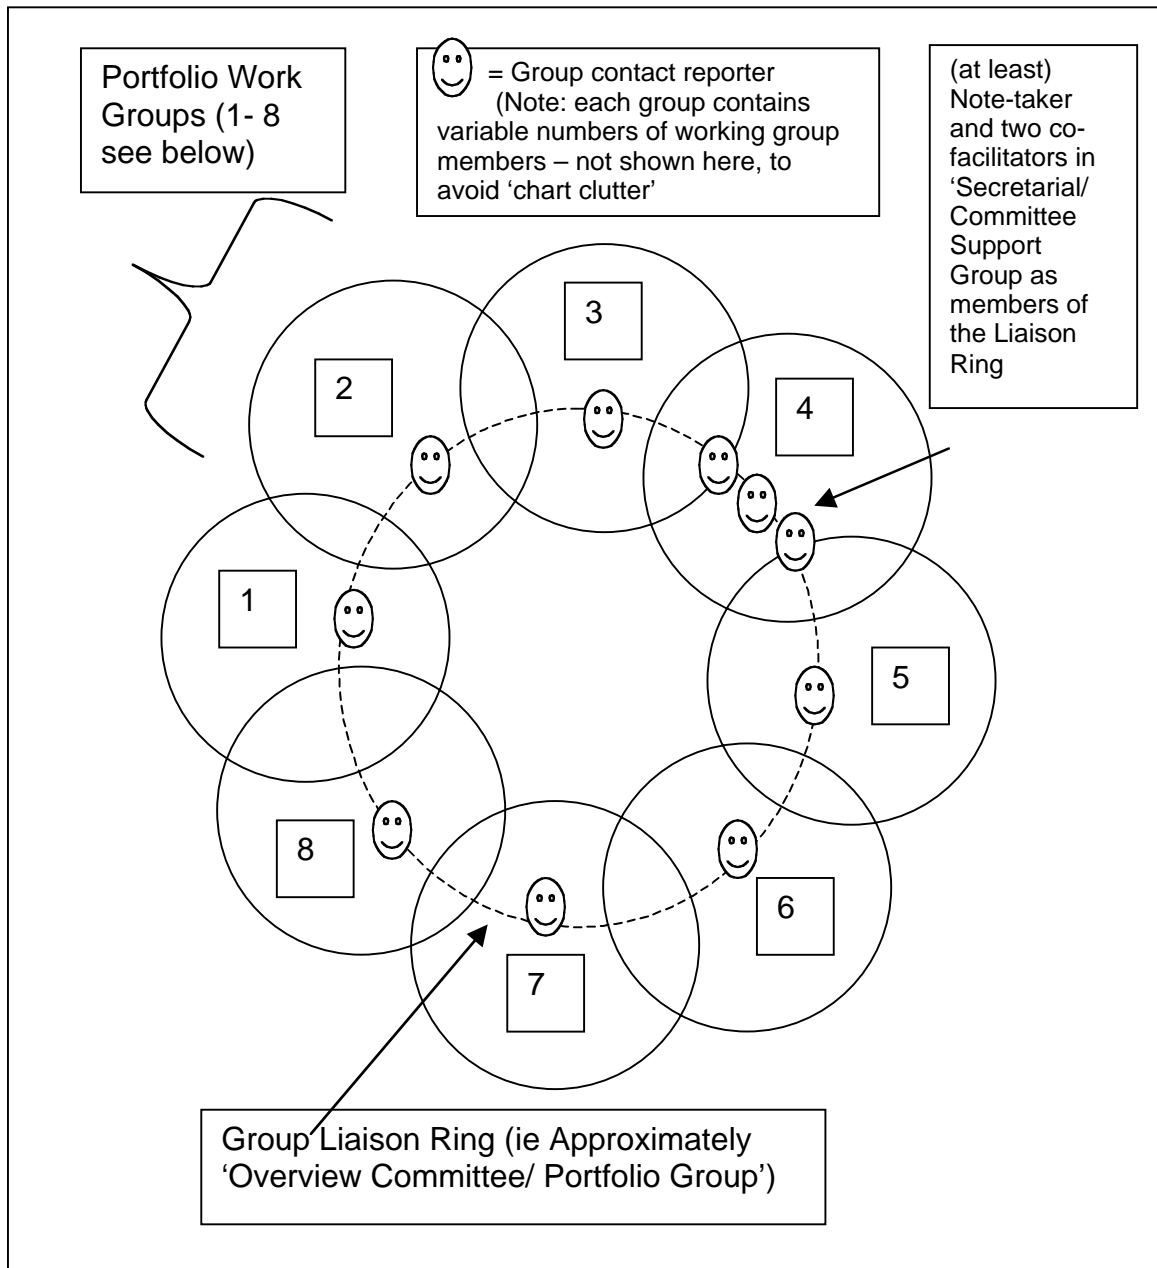 Portfolio Work
Groups (1- 8
see below)
= Group contact reporter
(Note: each group contains
variable numbers of working group
members – not shown here, to
avoid ‘chart clutter’
(at least)
Note-taker
and two co-
facilitators in
‘Secretarial/
Committee
Support
Group as
members of
the Liaison
Ring
3
2
4
1
5
8
6
7
Group Liaison Ring (ie Approximately
‘Overview Committee/ Portfolio Group’)